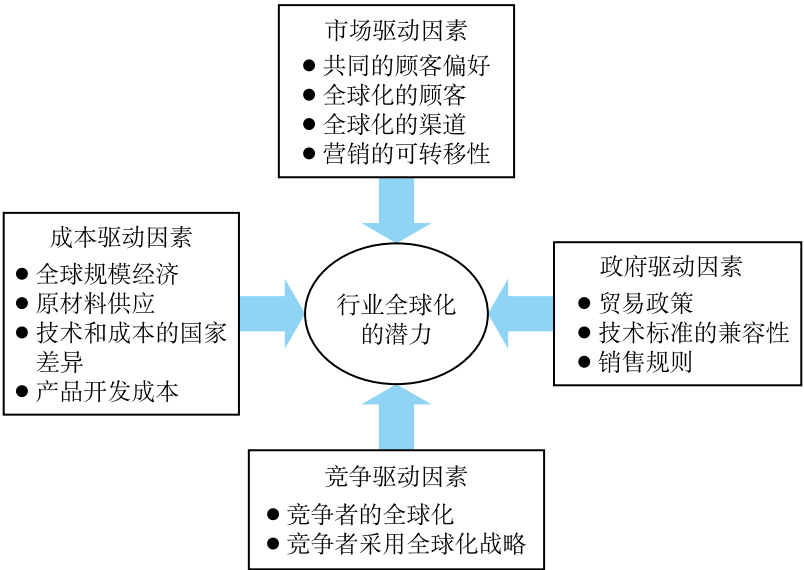 市场驱动因素
● 共同的顾客偏好
● 全球化的顾客
● 全球化的渠道
● 营销的可转移性
成本驱动因素
● 全球规模经济
● 原材料供应
● 技术和成本的国家
差异
● 产品开发成本
行业全球化
的潜力
政府驱动因素
● 贸易政策
● 技术标准的兼容性
● 销售规则
竞争驱动因素
● 竞争者的全球化
● 竞争者采用全球化战略